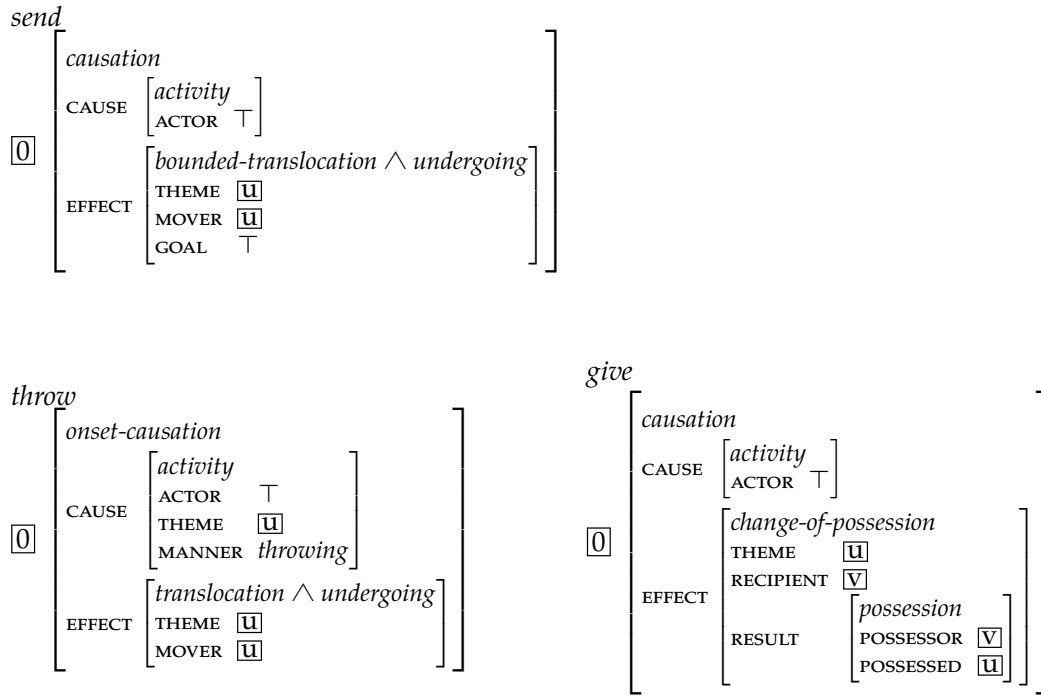 send
causation
CAUSE activity
ACTOR ⊤
0
bounded-translocation ∧ undergoing
THEME u
EFFECT MOVER u
GOAL ⊤
throw
onset-causation
activity
ACTOR ⊤
CAUSE THEME u
MANNER throwing
0
translocation ∧ undergoing
EFFECT THEME u
MOVER u
give
causation
CAUSE activity
ACTOR ⊤
0
change-of-possession
THEME u
RECIPIENT v
EFFECT
possession
RESULT POSSESSOR v
POSSESSED u